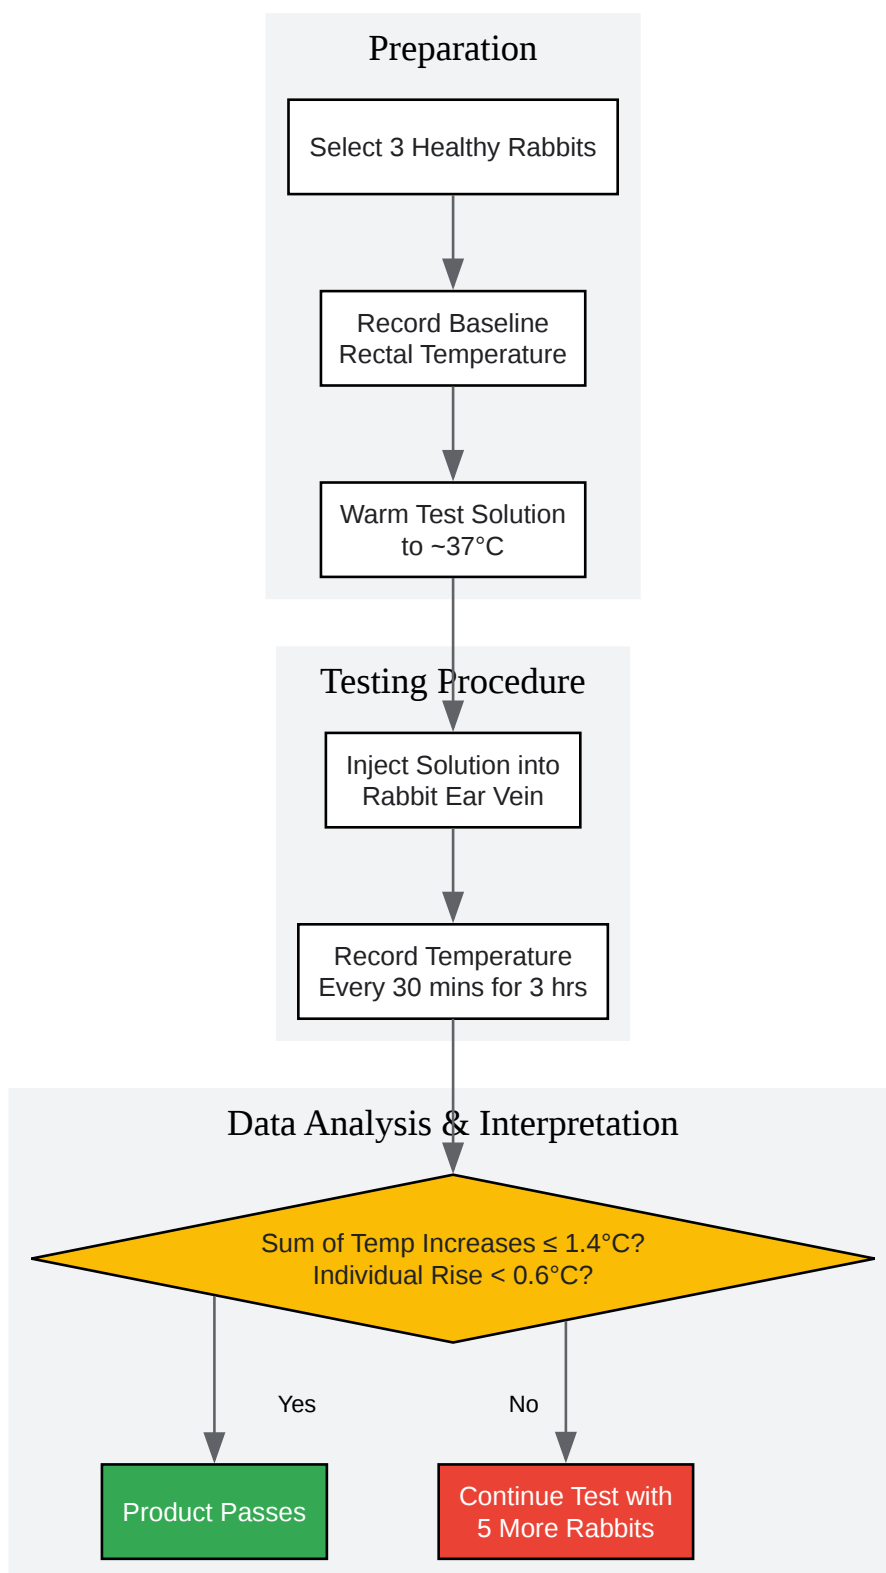 Preparation
Select 3 Healthy Rabbits
Record Baseline
Rectal Temperature
Warm Test Solution
to ~37°C
Testing Procedure
Inject Solution into
Rabbit Ear Vein
Record Temperature
Every 30 mins for 3 hrs
Data Analysis & Interpretation
Sum of Temp Increases ≤ 1.4°C?
Individual Rise < 0.6°C?
Yes
No
Product Passes
Continue Test with
5 More Rabbits